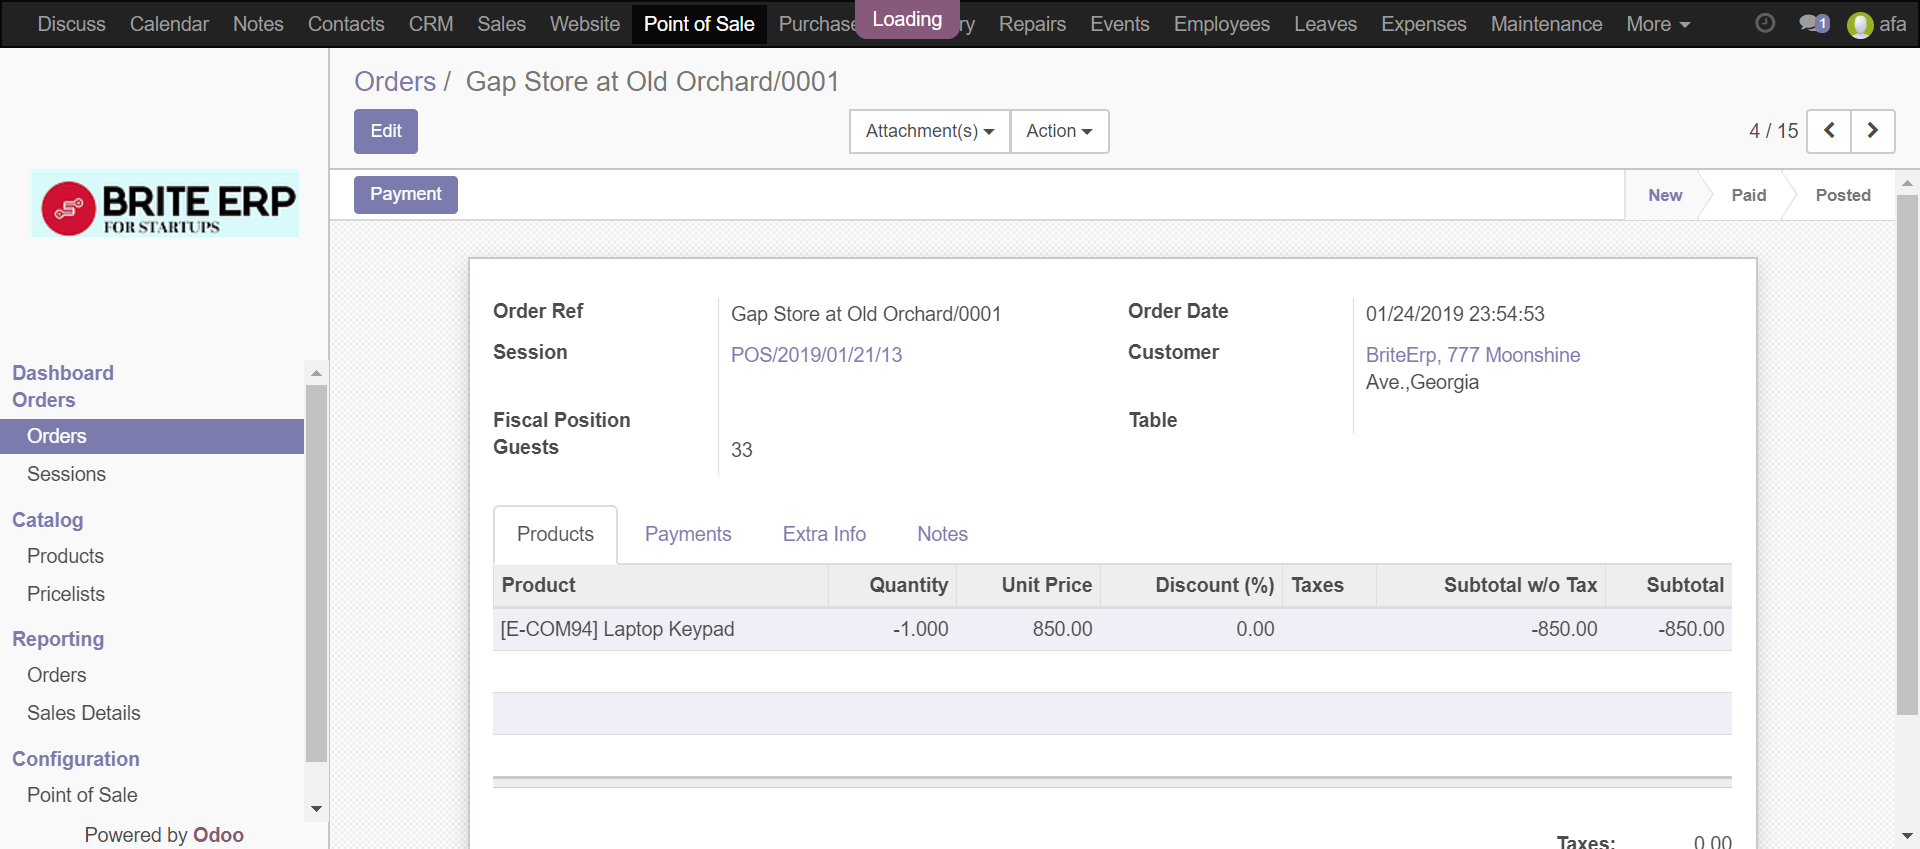 Discuss Calendar Notes Contacts CRM Sales Website Point of Sale Purchase Loading ry Repairs Events Employees Leaves Expenses Maintenance More 1 afa
Orders / Gap Store at Old Orchard/0001
Edit Attachment(s) Action 4 / 15
Payment New Paid Posted
BRITE ERP
FOR STARTUPS
Order Ref Gap Store at Old Orchard/0001 Order Date 01/24/2019 23:54:53
Session POS/2019/01/21/13 Customer BriteErp, 777 Moonshine
Ave.,Georgia
Fiscal Position Table
Guests 33
Dashboard
Orders
Orders
Sessions
Catalog
Products
Pricelists
Reporting
Orders
Sales Details
Configuration
Point of Sale
Powered by Odoo
Products Payments Extra Info Notes
Product Quantity Unit Price Discount (%) Taxes Subtotal w/o Tax Subtotal
[E-COM94] Laptop Keypad -1.000 850.00 0.00 -850.00 -850.00
Taxes: 0.00